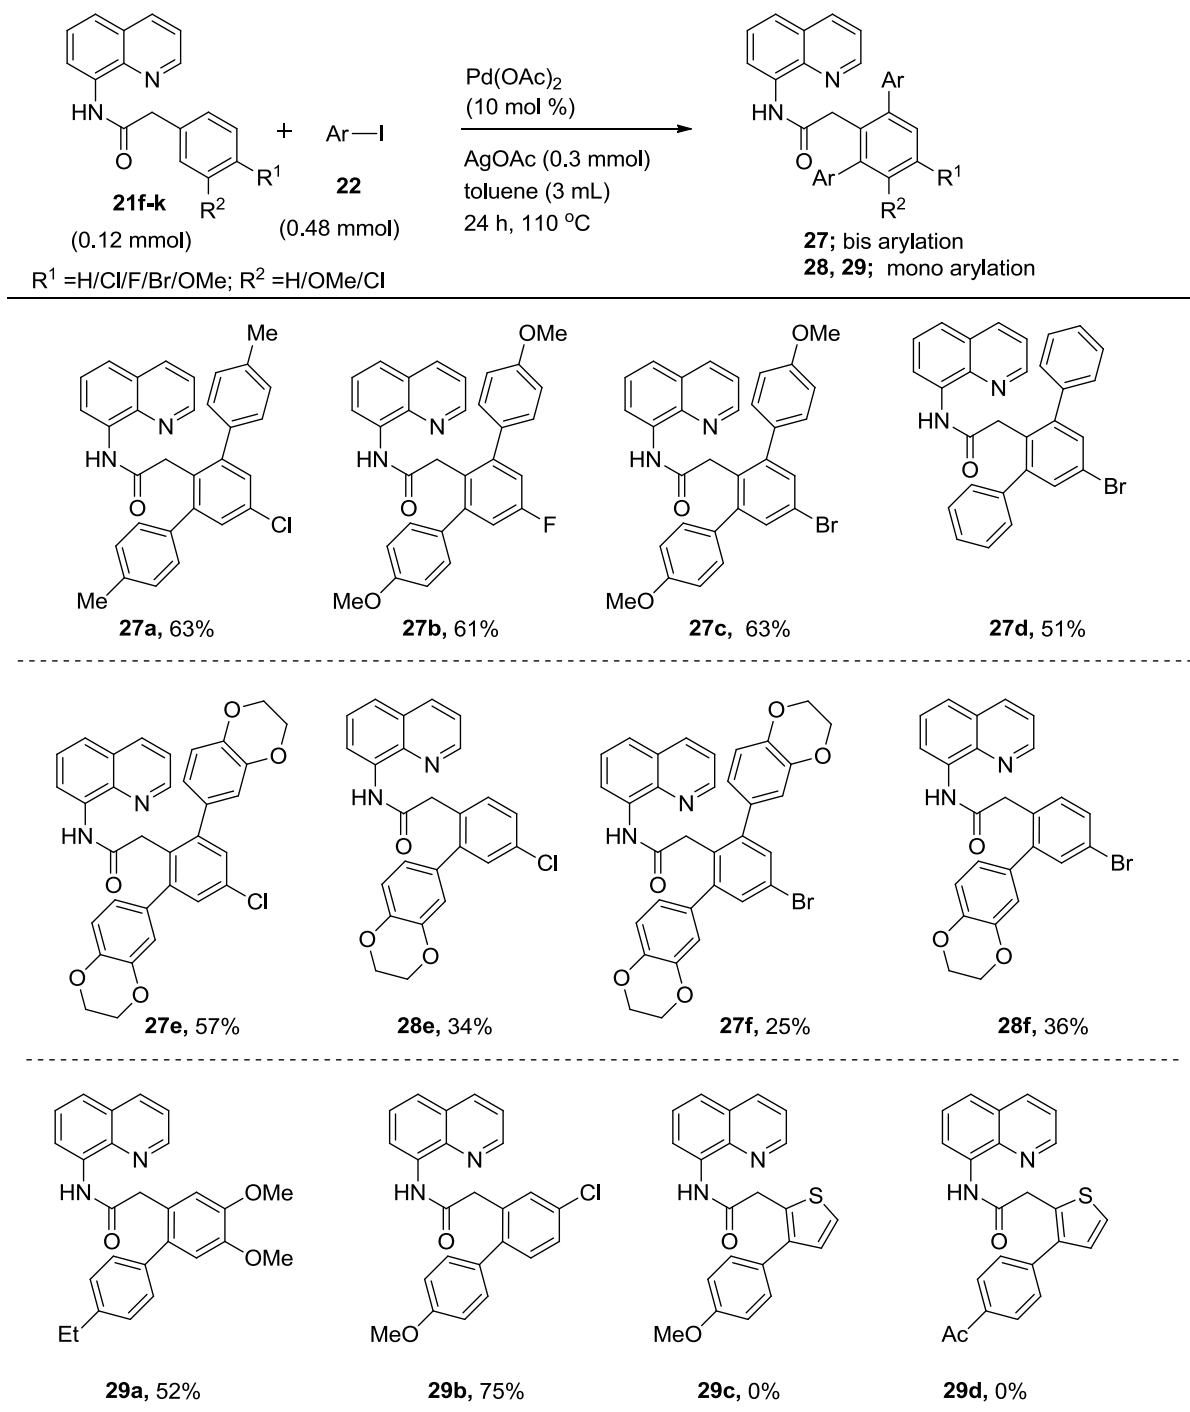 N
HN
O
R¹
R²
21f-k
(0.12 mmol)
+
Ar—I
22
(0.48 mmol)
Pd(OAc)₂
(10 mol %)
AgOAc (0.3 mmol)
toluene (3 mL)
24 h, 110 °C
N
HN
O
Ar
Ar
R¹
R²
27; bis arylation
28, 29; mono arylation
R¹ =H/Cl/F/Br/OMe; R² =H/OMe/Cl
Me
N
HN
O
Cl
Me
27a, 63%
OMe
N
HN
O
F
MeO
27b, 61%
OMe
N
HN
O
Br
MeO
27c, 63%
N
HN
O
Br
27d, 51%
O
O
N
HN
O
Cl
O
O
27e, 57%
N
HN
O
Cl
O
O
28e, 34%
O
O
N
HN
O
Br
O
O
27f, 25%
N
HN
O
Br
O
O
28f, 36%
N
HN
O
OMe
OMe
Et
29a, 52%
N
HN
O
Cl
MeO
29b, 75%
N
HN
O
S
MeO
29c, 0%
N
HN
O
S
Ac
29d, 0%